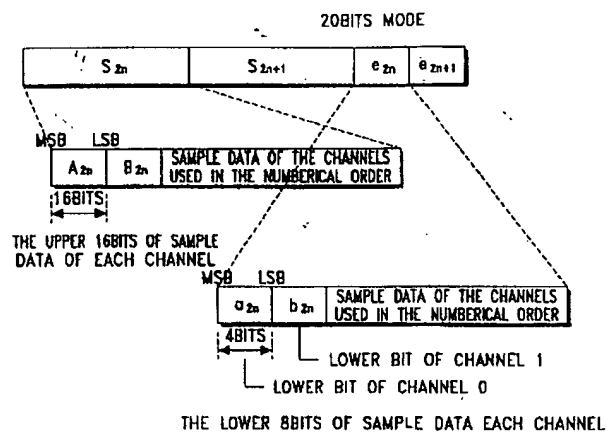 20BITS MODE
S2n S2n+1 e2n e2n+1
MSB LSB
A2n B2n SAMPLE DATA OF THE CHANNELS
USED IN THE NUMBERICAL ORDER
16BITS
THE UPPER 16BITS OF SAMPLE
DATA OF EACH CHANNEL
MSB LSB
a2n b2n SAMPLE DATA OF THE CHANNELS
USED IN THE NUMBERICAL ORDER
4BITS
LOWER BIT OF CHANNEL 1
LOWER BIT OF CHANNEL 0
THE LOWER 8BITS OF SAMPLE DATA EACH CHANNEL